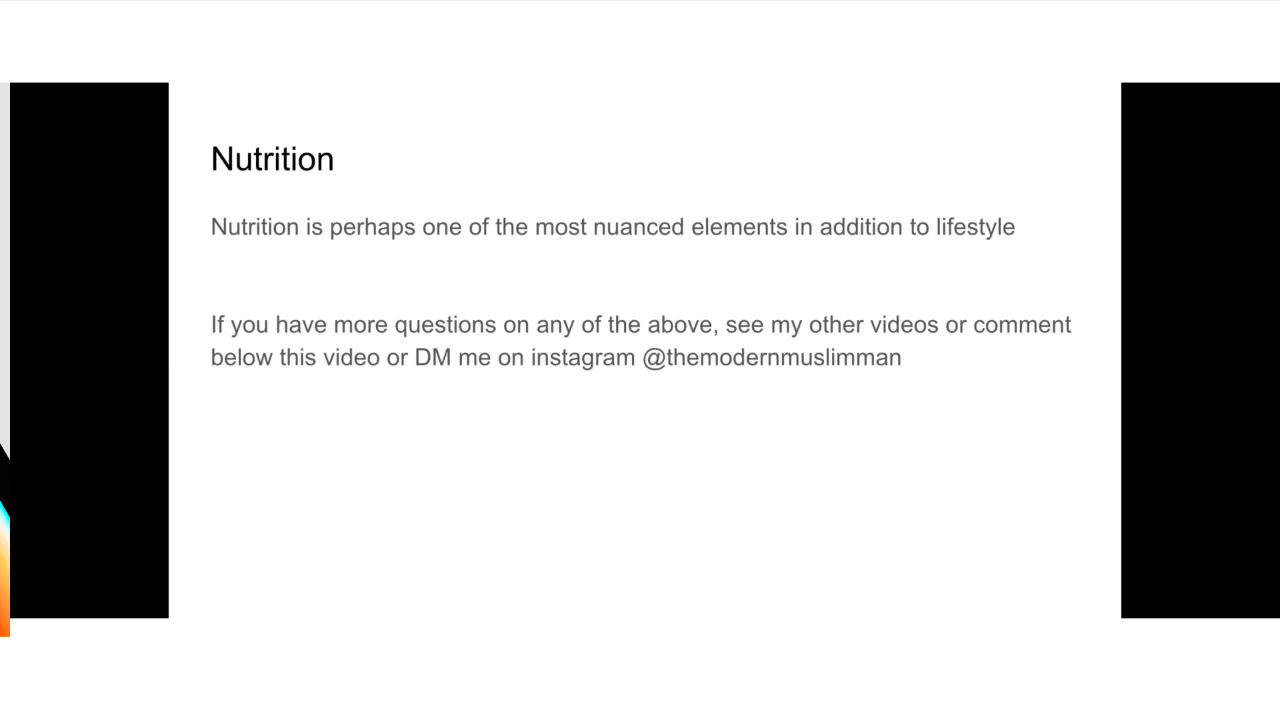 Nutrition
Nutrition is perhaps one of the most nuanced elements in addition to lifestyle
If you have more questions on any of the above, see my other videos or comment
below this video or DM me on instagram @themodernmuslimman